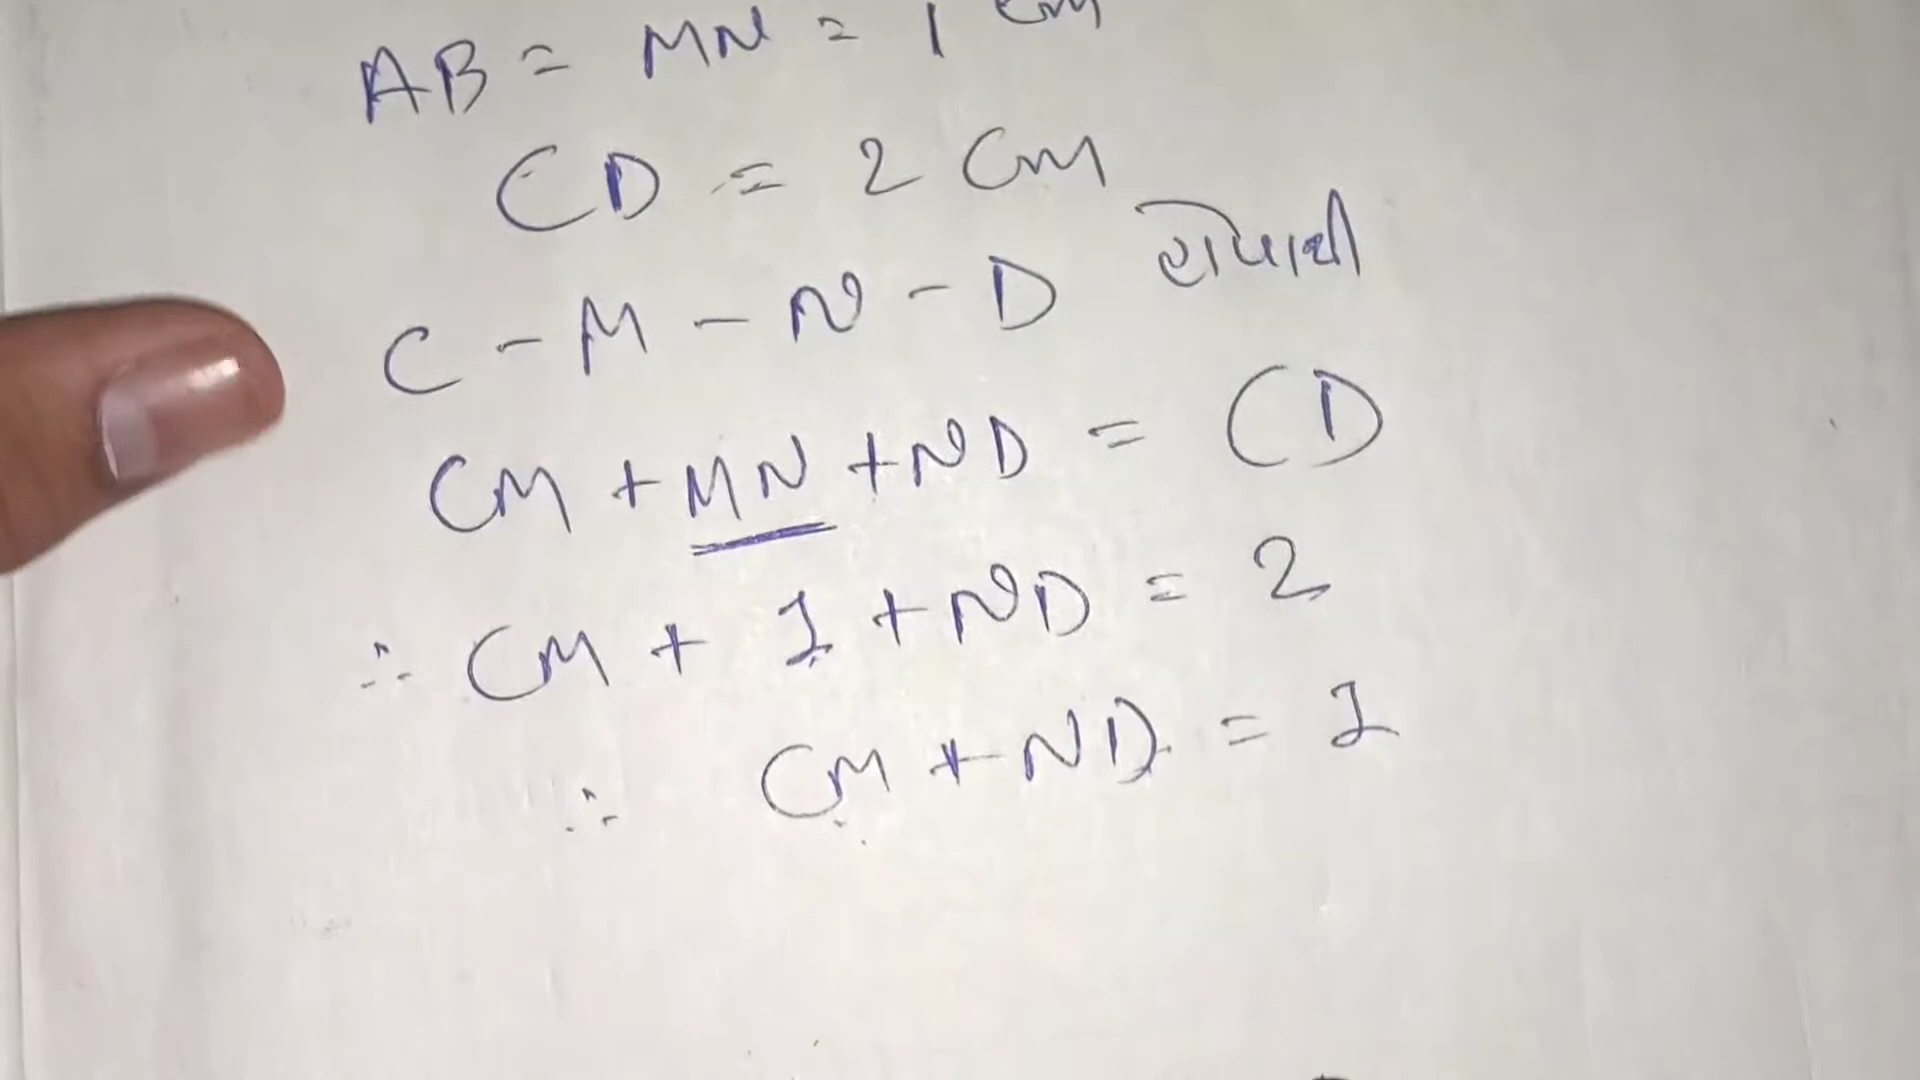 AB = MN = 1 cm
CD = 2 cm
C - M - N - D હોવાથી
CM + MN + ND = CD
∴ CM + 1 + ND = 2
∴ CM + ND = 1